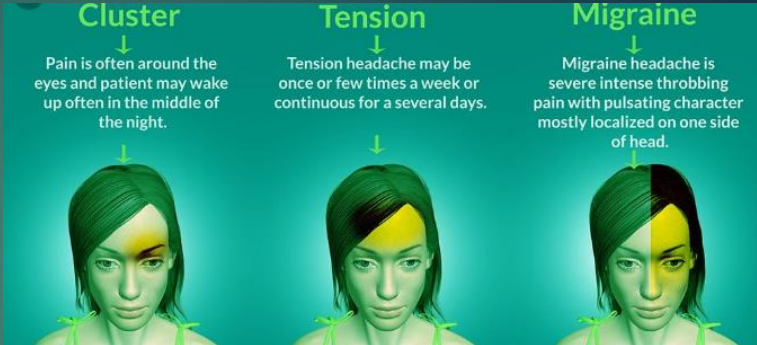 Cluster
Pain is often around the
eyes and patient may wake
up often in the middle of
the night.
Tension
Tension headache may be
once or few times a week or
continuous for a several days.
Migraine
Migraine headache is
severe intense throbbing
pain with pulsating character
mostly localized on one side
of head.